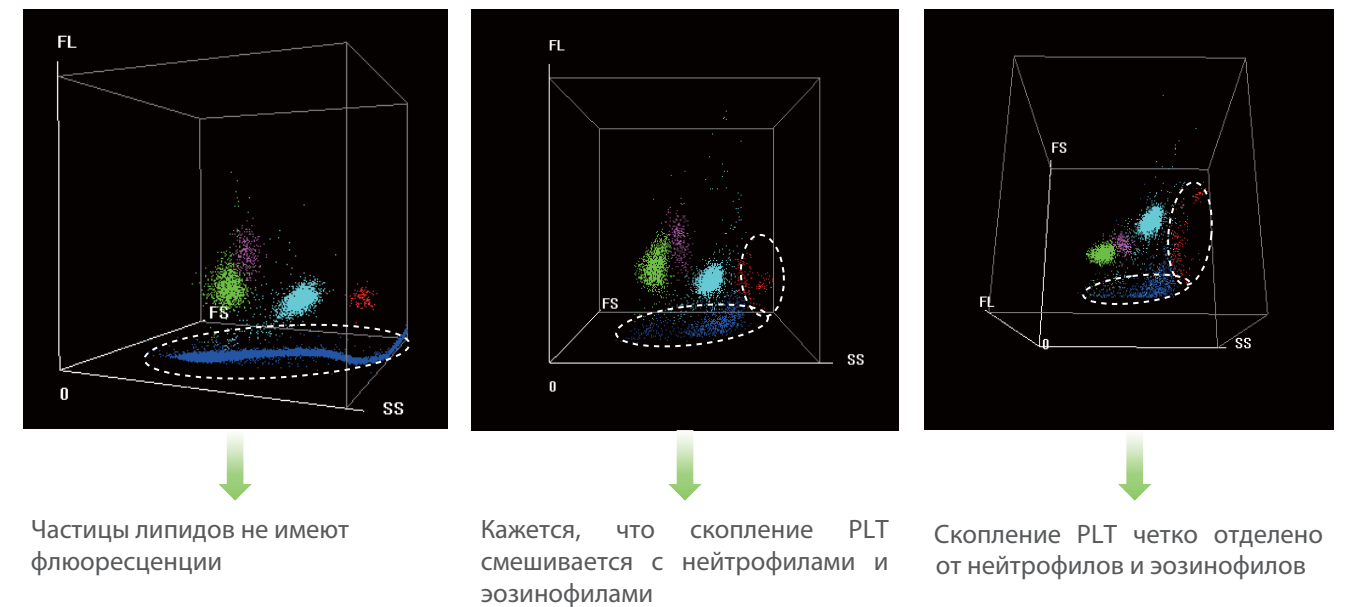 FL
FS
0
SS
Частицы липидов не имеют
флюоресценции
FL
FS
SS
0
Кажется, что скопление PLT
смешивается с нейтрофилами и
эозинофилами
FS
FL
0
SS
Скопление PLT четко отделено
от нейтрофилов и эозинофилов